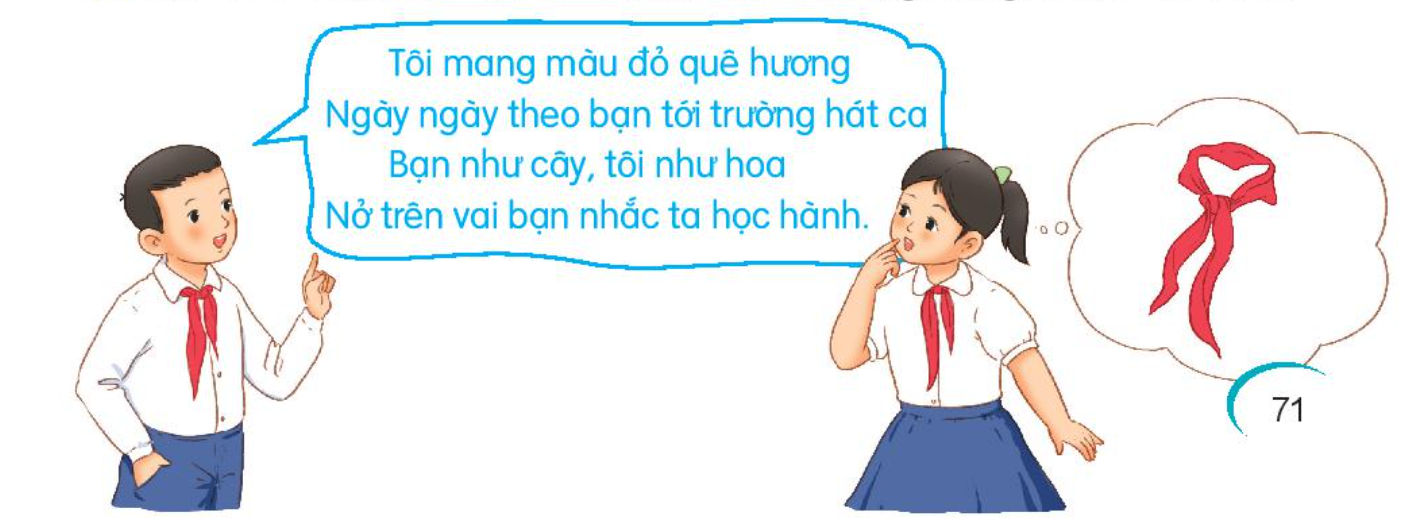 Tôi mang màu đỏ quê hương
Ngày ngày theo bạn tới trường hát ca
Bạn như cây, tôi như hoa
Nở trên vai bạn nhắc ta học hành.
71